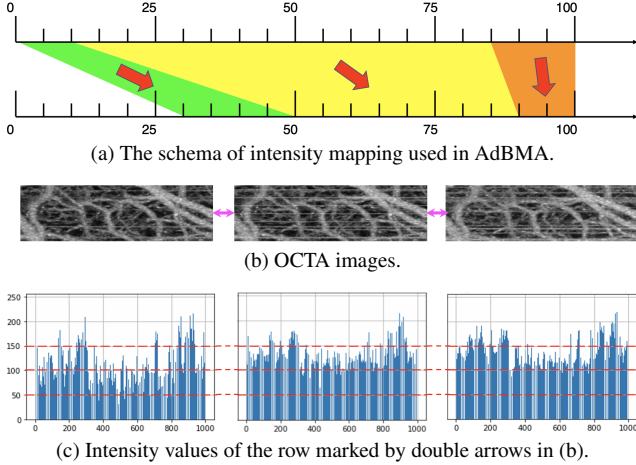 0 25 50 75 100
0 25 50 75 100
(a) The schema of intensity mapping used in AdBMA.
(b) OCTA images.
250
200
150
100
50
0
0 200 400 600 800 1000
0 200 400 600 800 1000
0 200 400 600 800 1000
(c) Intensity values of the row marked by double arrows in (b).